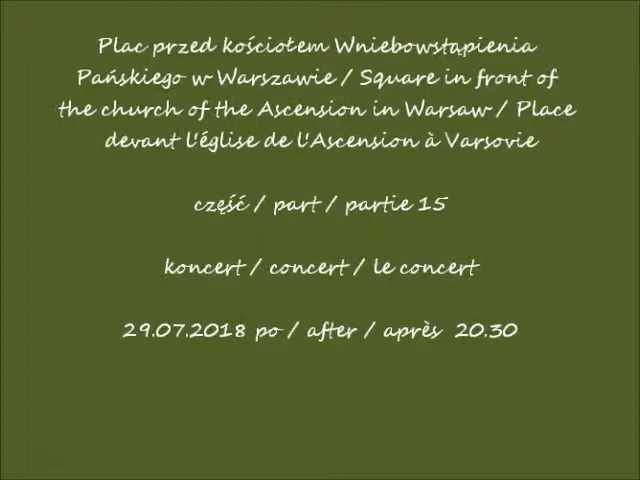 Plac przed kościołem Wniebowstąpienia
Pańskiego w Warszawie / Square in front of
the church of the Ascension in Warsaw / Place
devant l'église de l'Ascension à Varsovie
część / part / partie 15
koncert / concert / le concert
29.07.2018 po / after / après 20.30